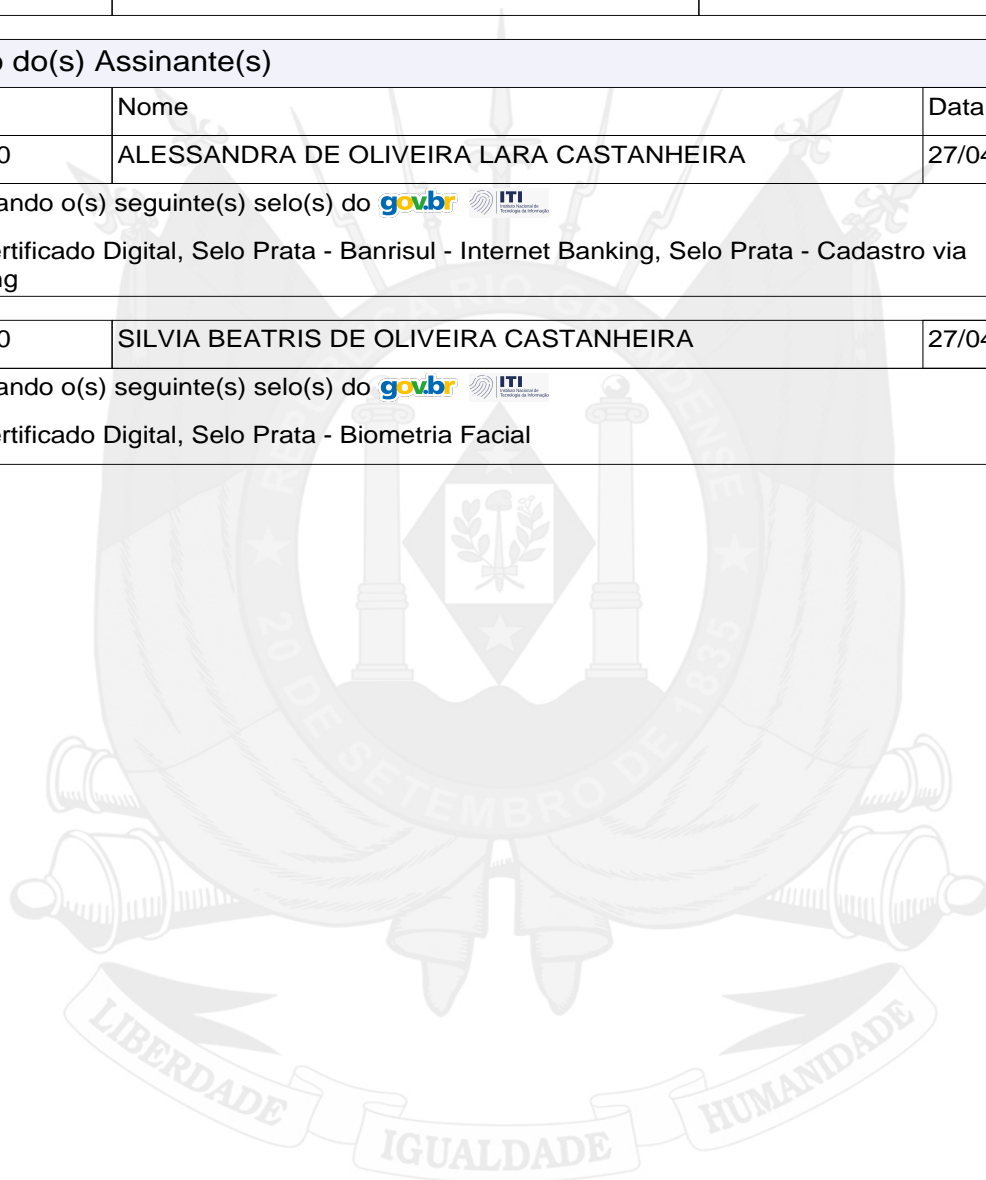 o do(s) Assinante(s)
Nome Data
0 ALESSANDRA DE OLIVEIRA LARA CASTANHEIRA 27/04
ando o(s) seguinte(s) selo(s) do gov.br ITI
ertificado Digital, Selo Prata - Banrisul - Internet Banking, Selo Prata - Cadastro via
ng
0 SILVIA BEATRIS DE OLIVEIRA CASTANHEIRA 27/04
ando o(s) seguinte(s) selo(s) do gov.br ITI
ertificado Digital, Selo Prata - Biometria Facial
20 DE SETEMBRO DE 1835
LIBERDADE IGUALDADE HUMANIDADE